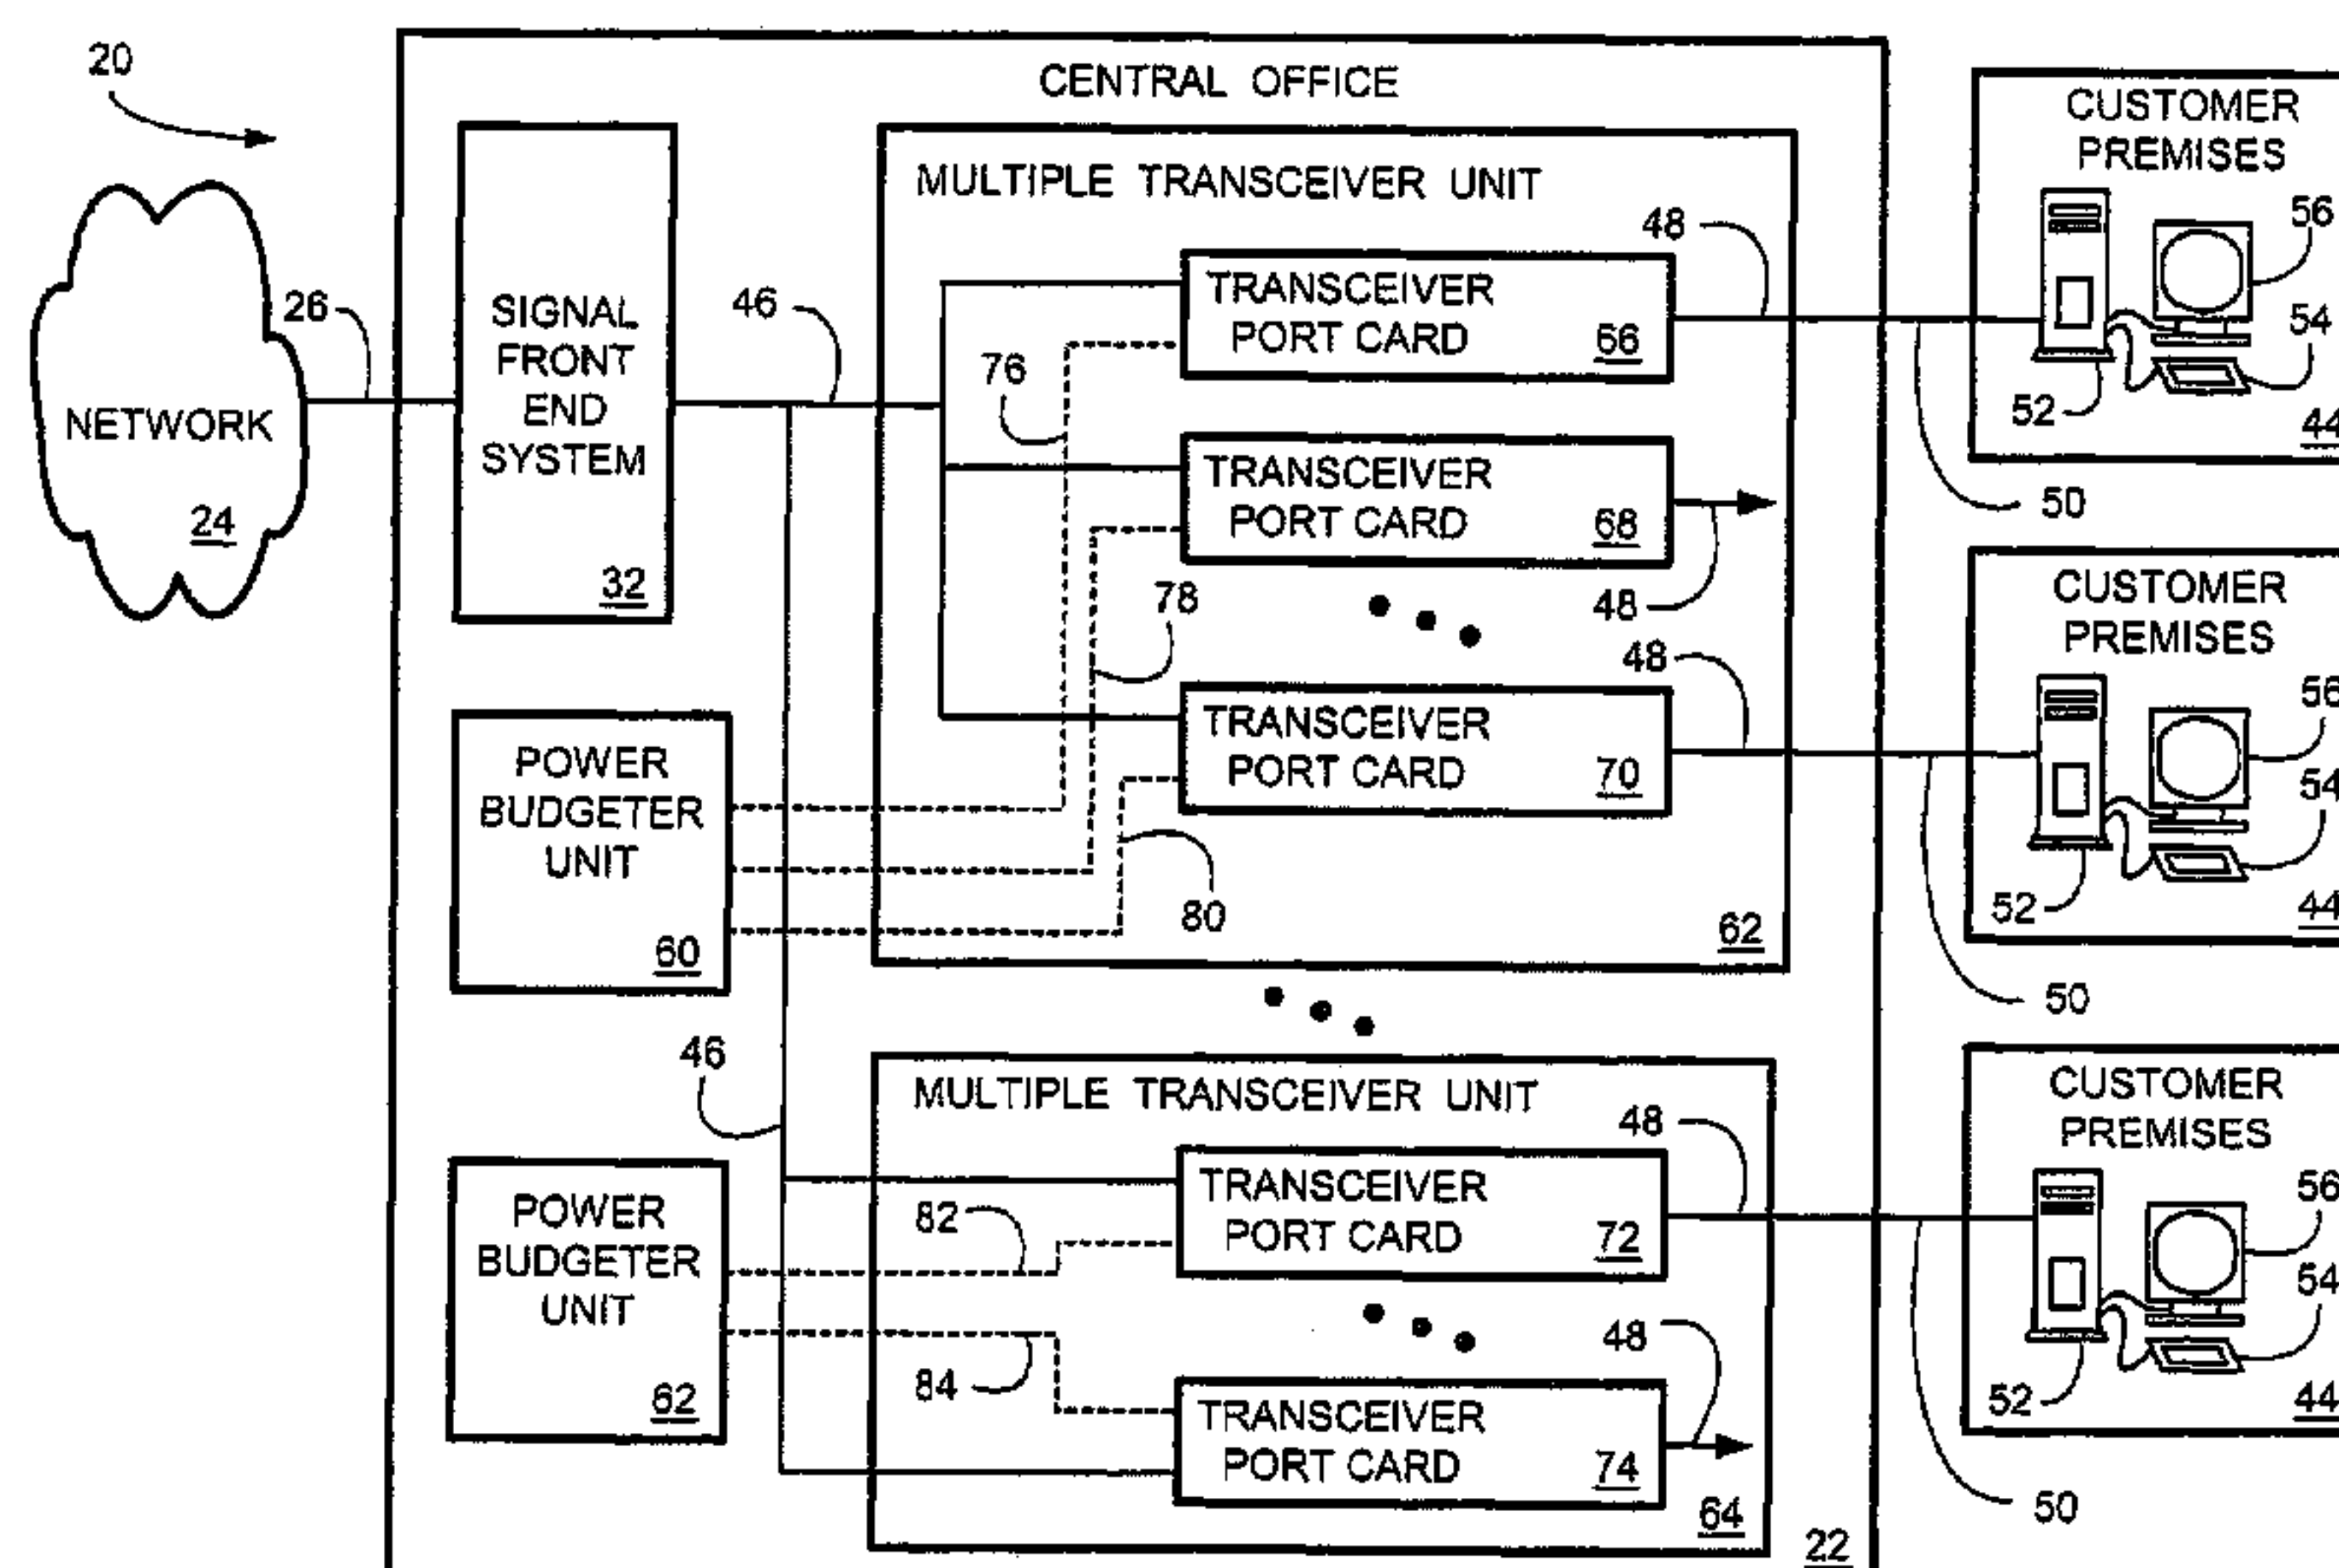 20
CENTRAL OFFICE
NETWORK
24
26
SIGNAL
FRONT
END
SYSTEM
32
46
MULTIPLE TRANSCEIVER UNIT
TRANSCEIVER
PORT CARD
66
48
76
TRANSCEIVER
PORT CARD
68
48
78
TRANSCEIVER
PORT CARD
70
48
80
62
POWER
BUDGETER
UNIT
60
46
MULTIPLE TRANSCEIVER UNIT
TRANSCEIVER
PORT CARD
72
48
82
POWER
BUDGETER
UNIT
62
84
TRANSCEIVER
PORT CARD
74
48
64
22
CUSTOMER
PREMISES
56
54
52
44
50
CUSTOMER
PREMISES
56
54
52
44
50
CUSTOMER
PREMISES
56
54
52
44
50